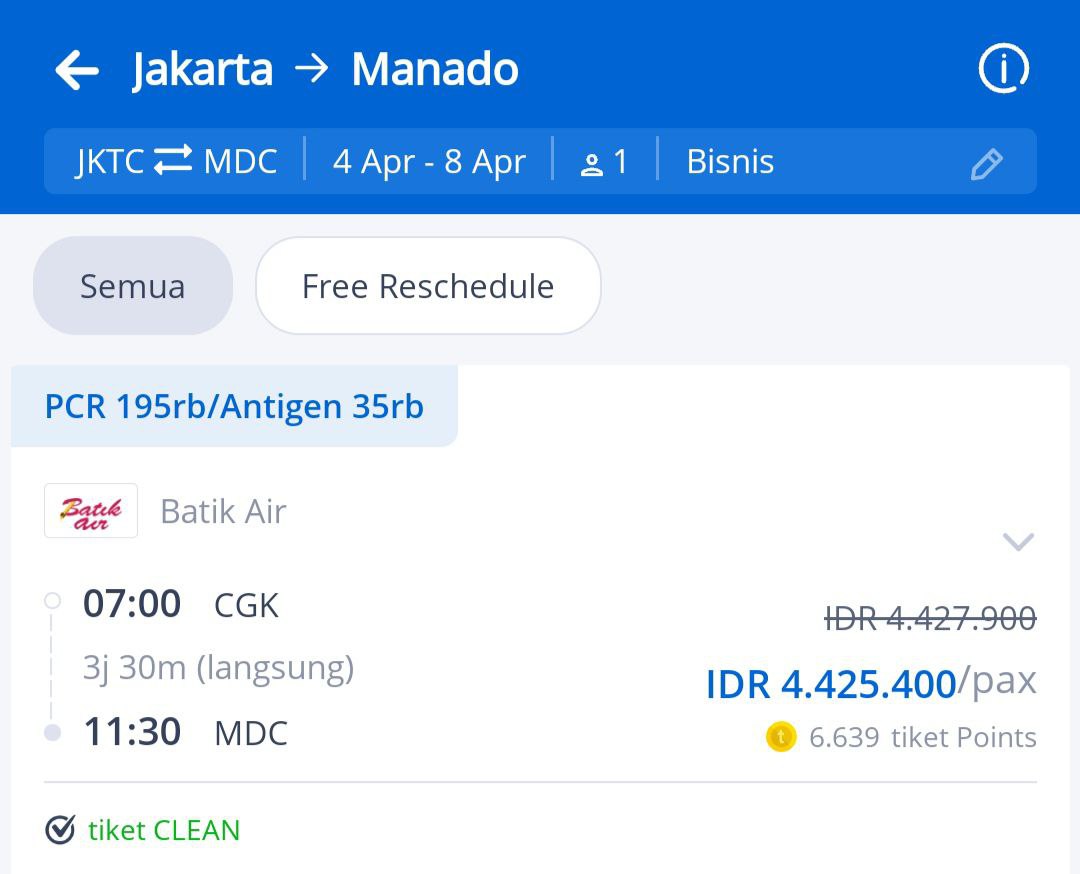 Jakarta → Manado
JKTC ⇄ MDC | 4 Apr - 8 Apr | 1 | Bisnis
Semua
Free Reschedule
PCR 195rb/Antigen 35rb
Batik Air
Batik Air
07:00 CGK
IDR 4.427.900
3j 30m (langsung)
IDR 4.425.400/pax
11:30 MDC
t 6.639 tiket Points
tiket CLEAN